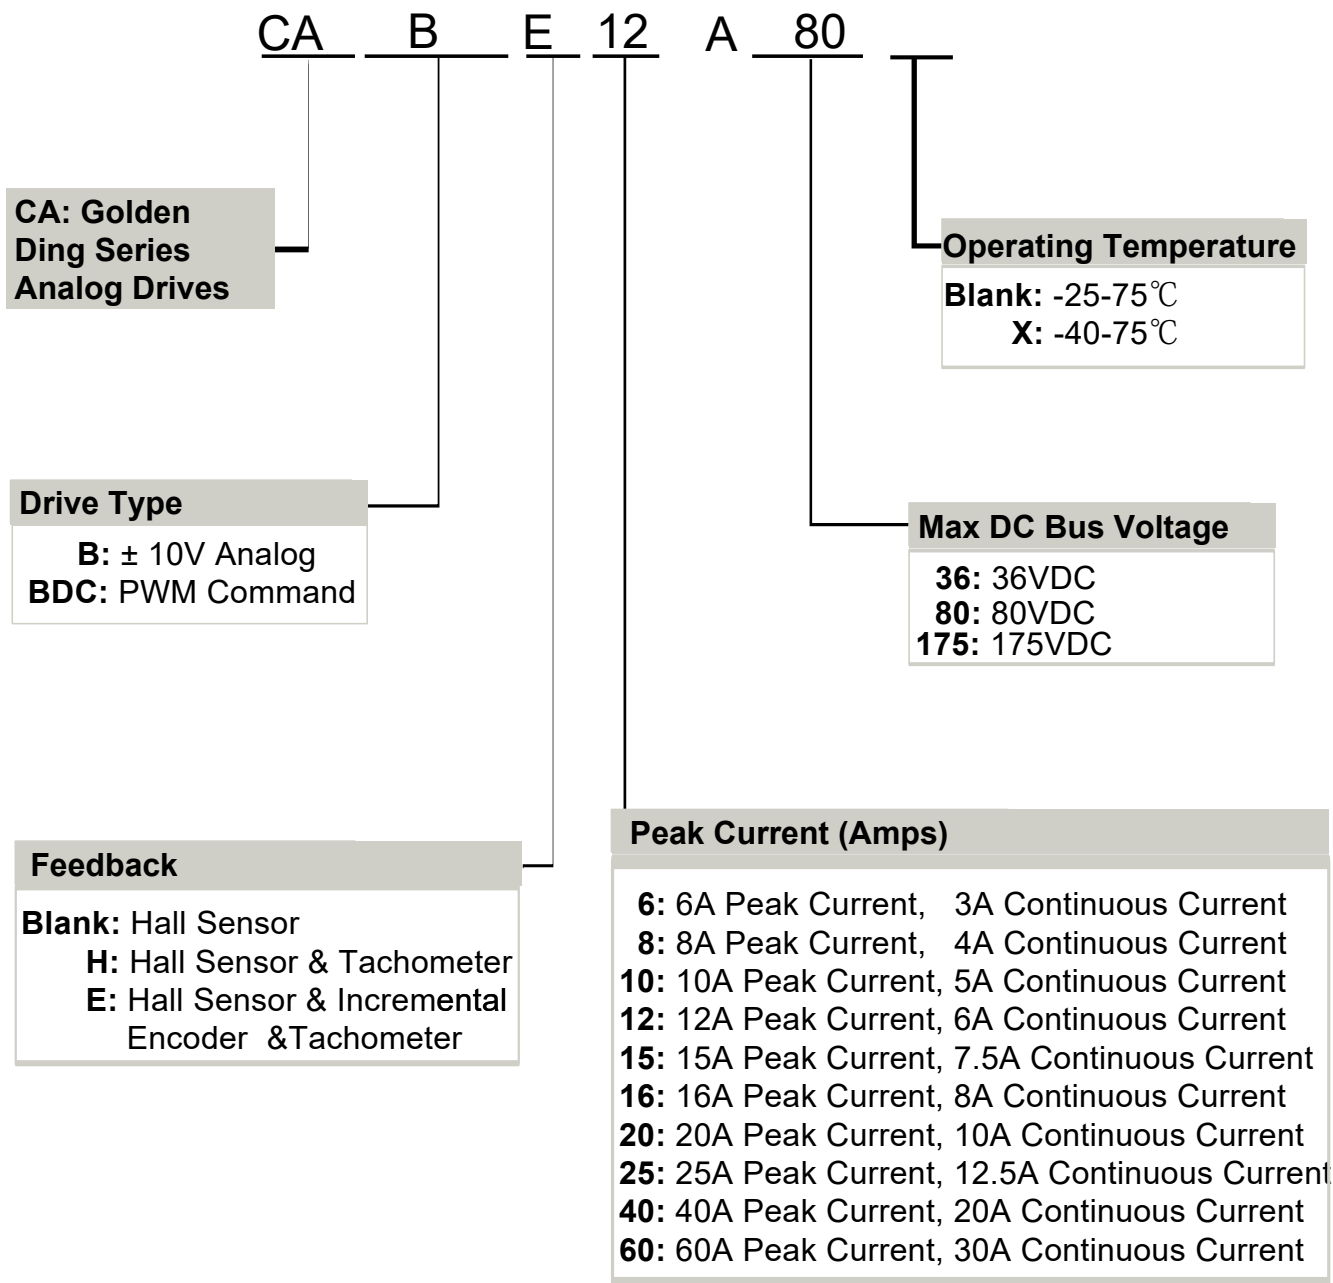 CA B E 12 A 80
CA: Golden
Ding Series
Analog Drives
Operating Temperature
Blank: -25-75℃
X: -40-75℃
Drive Type
B: ± 10V Analog
BDC: PWM Command
Max DC Bus Voltage
36: 36VDC
80: 80VDC
175: 175VDC
Feedback
Blank: Hall Sensor
H: Hall Sensor & Tachometer
E: Hall Sensor & Incremental
Encoder &Tachometer
Peak Current (Amps)
6: 6A Peak Current, 3A Continuous Current
8: 8A Peak Current, 4A Continuous Current
10: 10A Peak Current, 5A Continuous Current
12: 12A Peak Current, 6A Continuous Current
15: 15A Peak Current, 7.5A Continuous Current
16: 16A Peak Current, 8A Continuous Current
20: 20A Peak Current, 10A Continuous Current
25: 25A Peak Current, 12.5A Continuous Current
40: 40A Peak Current, 20A Continuous Current
60: 60A Peak Current, 30A Continuous Current